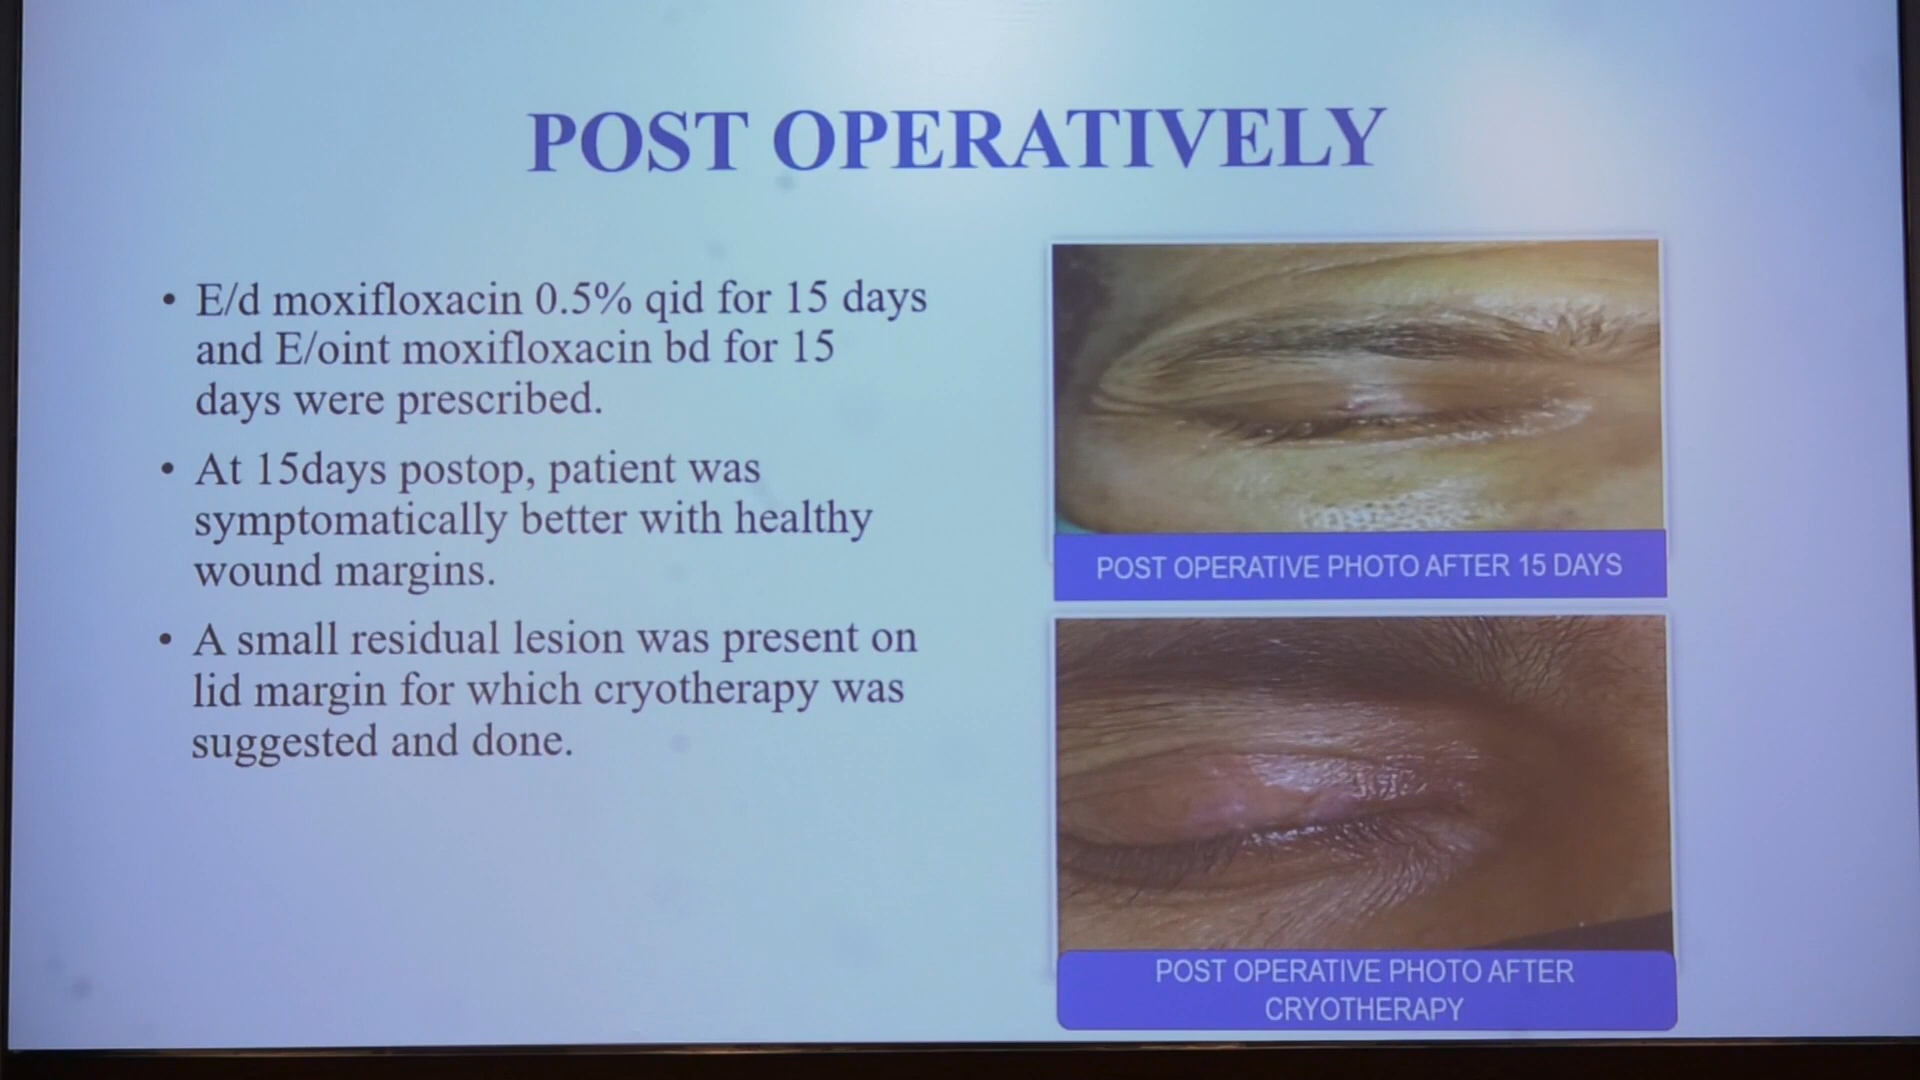 POST OPERATIVELY
• E/d moxifloxacin 0.5% qid for 15 days
and E/oint moxifloxacin bd for 15
days were prescribed.
• At 15days postop, patient was
symptomatically better with healthy
wound margins.
• A small residual lesion was present on
lid margin for which cryotherapy was
suggested and done.
POST OPERATIVE PHOTO AFTER 15 DAYS
POST OPERATIVE PHOTO AFTER
CRYOTHERAPY